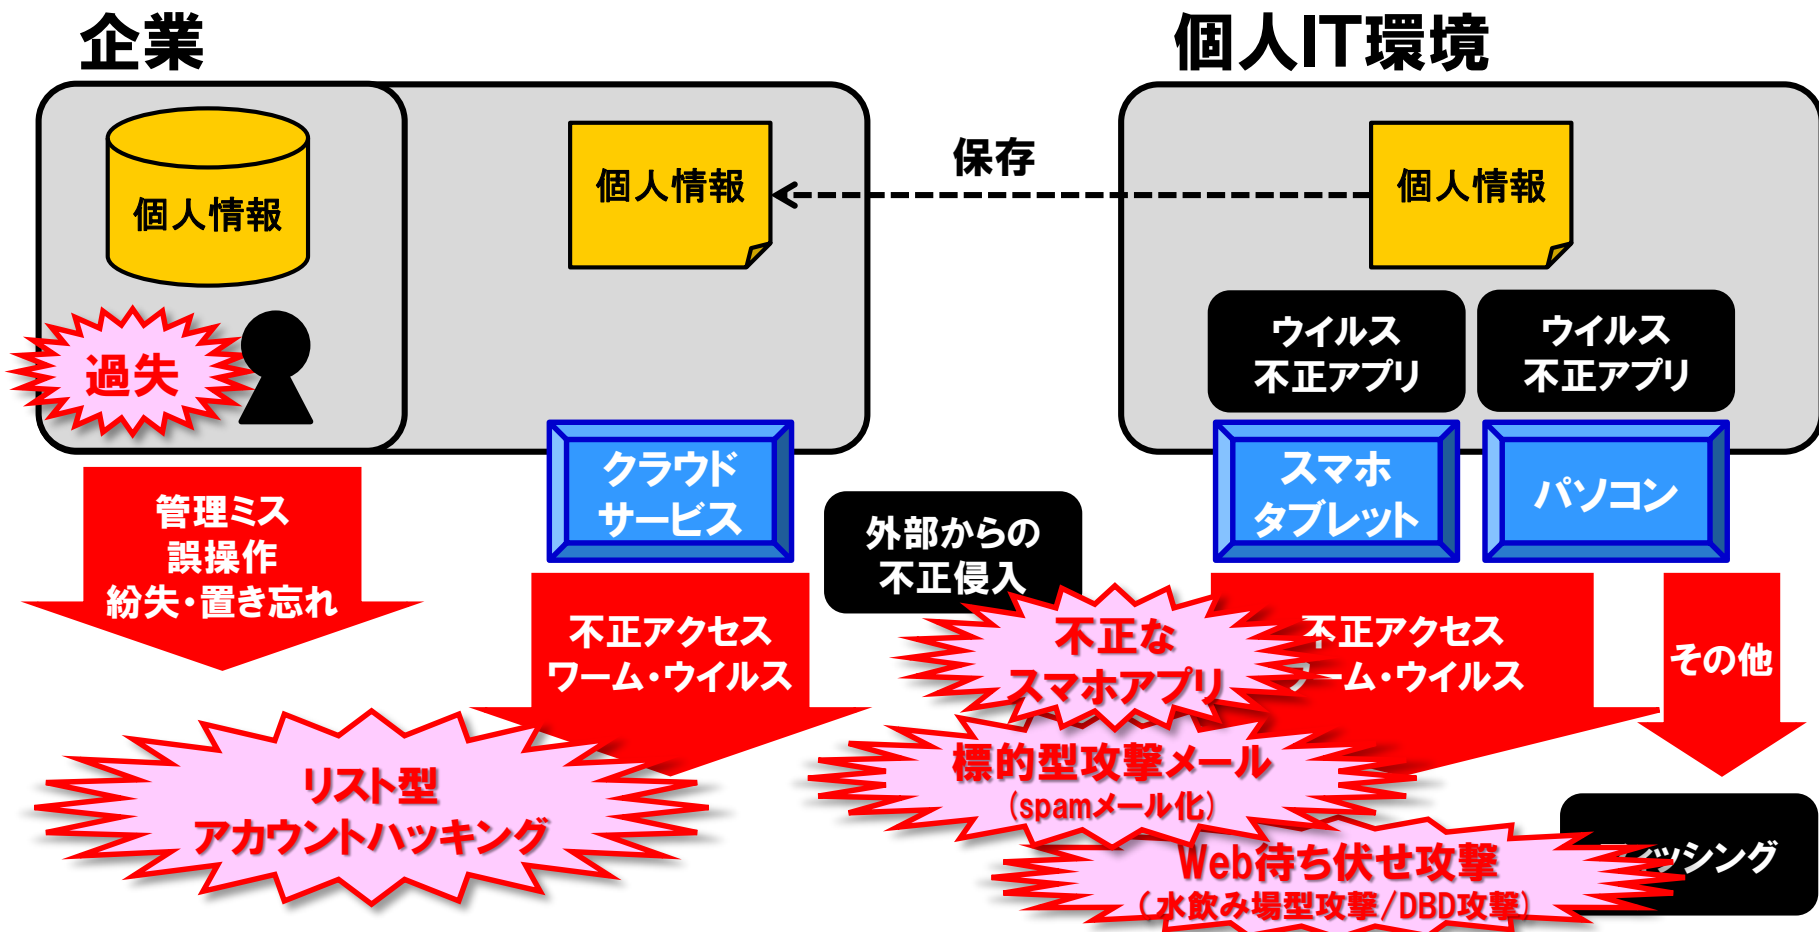 企業
個人IT環境
個人情報
個人情報
保存
個人情報
過失
ウイルス
不正アプリ
ウイルス
不正アプリ
クラウド
サービス
スマホ
タブレット
パソコン
管理ミス
誤操作
紛失・置き忘れ
外部からの
不正侵入
不正アクセス
ワーム・ウイルス
不正な
スマホアプリ
不正アクセス
ーム・ウイルス
その他
リスト型
アカウントハッキング
標的型攻撃メール
(spamメール化)
Web待ち伏せ攻撃
(水飲み場型攻撃/DBD攻撃)
ッシング